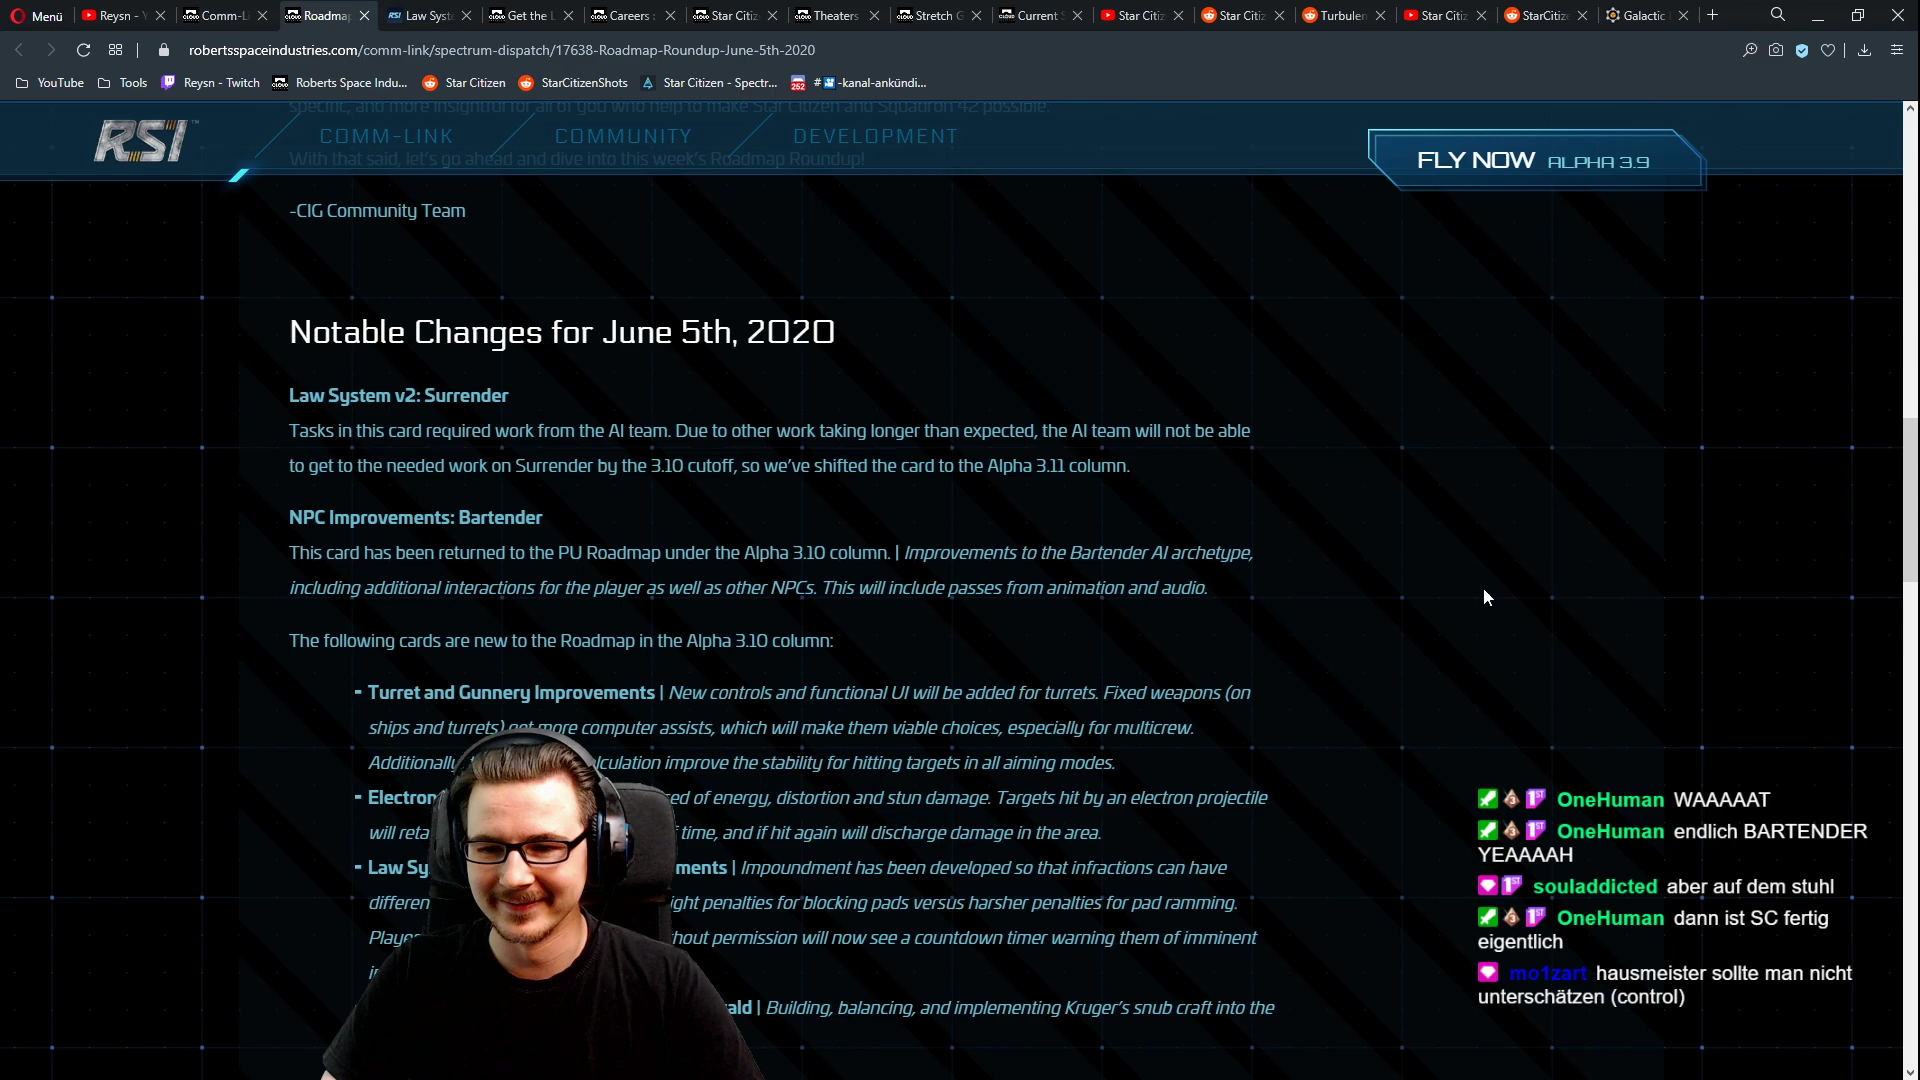 Menü
Reysn -
Comm-L
Roadmap
Law Syst
Get the L
Careers
Star Citiz
Theaters
Stretch G
Current S
Star Citiz
Star Citiz
Turbulen
Star Citiz
StarCitize
Galactic
robertsspaceindustries.com/comm-link/spectrum-dispatch/17638-Roadmap-Roundup-June-5th-2020
YouTube
Tools
Reysn - Twitch
Roberts Space Indu...
Star Citizen
StarCitizenShots
Star Citizen - Spectr...
252
#
-kanal-ankündi...
specific, and more insightful for all of you who help to make Star Citizen and Squadron 42 possible.
RSI
COMM-LINK
COMMUNITY
DEVELOPMENT
FLY NOW ALPHA 3.9
With that said, let's go ahead and dive into this week's Roadmap Roundup!
-CIG Community Team
Notable Changes for June 5th, 2020
Law System v2: Surrender
Tasks in this card required work from the AI team. Due to other work taking longer than expected, the AI team will not be able
to get to the needed work on Surrender by the 3.10 cutoff, so we've shifted the card to the Alpha 3.11 column.
NPC Improvements: Bartender
This card has been returned to the PU Roadmap under the Alpha 3.10 column. | Improvements to the Bartender AI archetype,
including additional interactions for the player as well as other NPCs. This will include passes from animation and audio.
The following cards are new to the Roadmap in the Alpha 3.10 column:
- Turret and Gunnery Improvements | New controls and functional UI will be added for turrets. Fixed weapons (on
ships and turrets) get more computer assists, which will make them viable choices, especially for multicrew.
Additionally culation improve the stability for hitting targets in all aiming modes.
- Electron ed of energy, distortion and stun damage. Targets hit by an electron projectile
will reta time, and if hit again will discharge damage in the area.
- Law Sy ments | Impoundment has been developed so that infractions can have
differen ight penalties for blocking pads versus harsher penalties for pad ramming.
Playe hout permission will now see a countdown timer warning them of imminent
ald | Building, balancing, and implementing Kruger's snub craft into the
OneHuman WAAAAAT
OneHuman endlich BARTENDER
YEAAAAH
souladdicted aber auf dem stuhl
OneHuman dann ist SC fertig
eigentlich
mo1zart hausmeister sollte man nicht
unterschätzen (control)